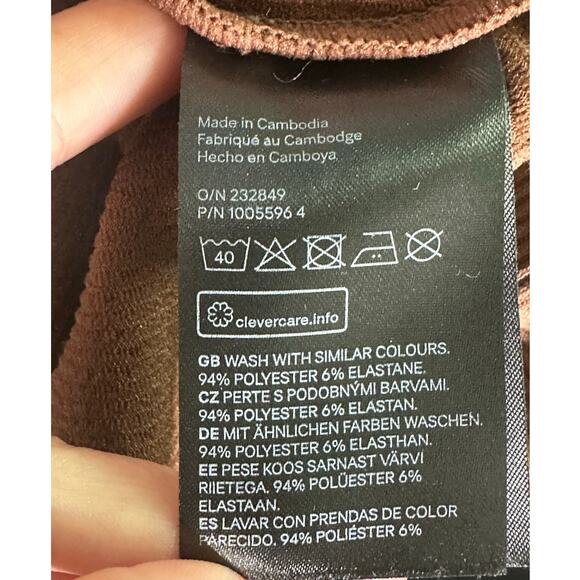 Made in Cambodia
Fabriqué au Cambodge
Hecho en Camboya
O/N 232849
P/N 1005596 4
40
clevercare.info
GB WASH WITH SIMILAR COLOURS.
94% POLYESTER 6% ELASTANE.
CZ PERTE S PODOBNÝMI BARVAMI.
94% POLYESTER 6% ELASTAN.
DE MIT ÄHNLICHEN FARBEN WASCHEN.
94% POLYESTER 6% ELASTHAN.
EE PESE KOOS SARNAST VÄRVI
RIIETEGA. 94% POLÜESTER 6%
ELASTAAN.
ES LAVAR CON PRENDAS DE COLOR
PARECIDO. 94% POLIÉSTER 6%